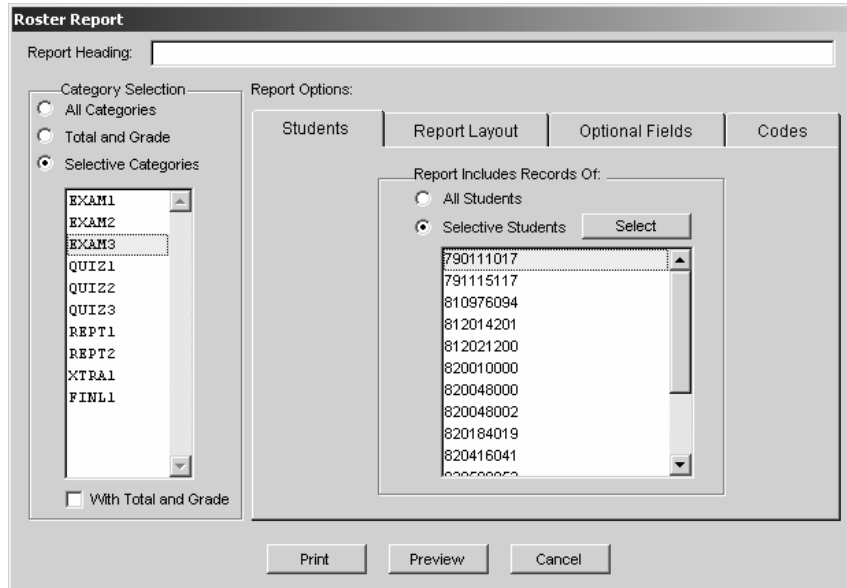 Roster Report
Report Heading:
Category Selection
All Categories
Total and Grade
Selective Categories
EXAM1
EXAM2
EXAM3
QUIZ1
QUIZ2
QUIZ3
REPT1
REPT2
XTRA1
FINL1
With Total and Grade
Report Options:
Students Report Layout Optional Fields Codes
Report Includes Records Of:
All Students
Selective Students Select
790111017
791115117
810976094
812014201
812021200
820010000
820048000
820048002
820184019
820416041
Print Preview Cancel